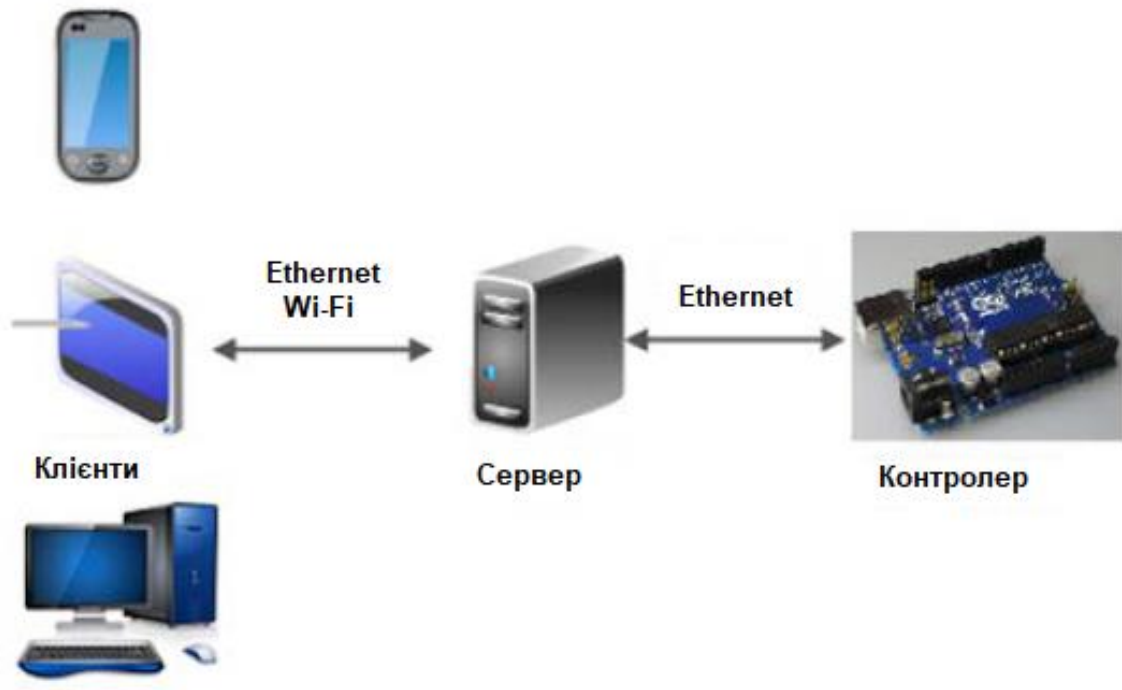 Ethernet
Wi-Fi
Ethernet
Клієнти
Сервер
Контролер